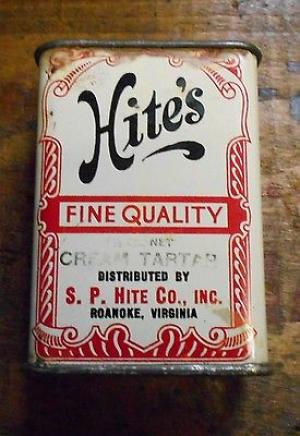 Hite's
FINE QUALITY
NET
CREAM TARTAR
DISTRIBUTED BY
S. P. HITE CO., INC.
ROANOKE, VIRGINIA